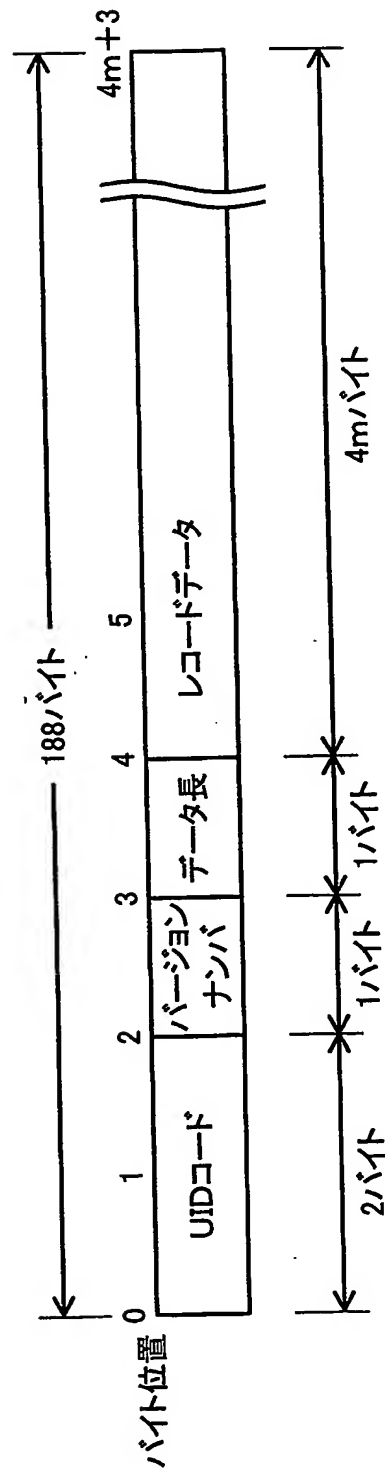 188バイト
バイト位置 0 1 2 3 4 5 4m+3
UIDコード
バージョン
ナンバ
データ長
レコードデータ
2バイト 1バイト 1バイト 4mバイト